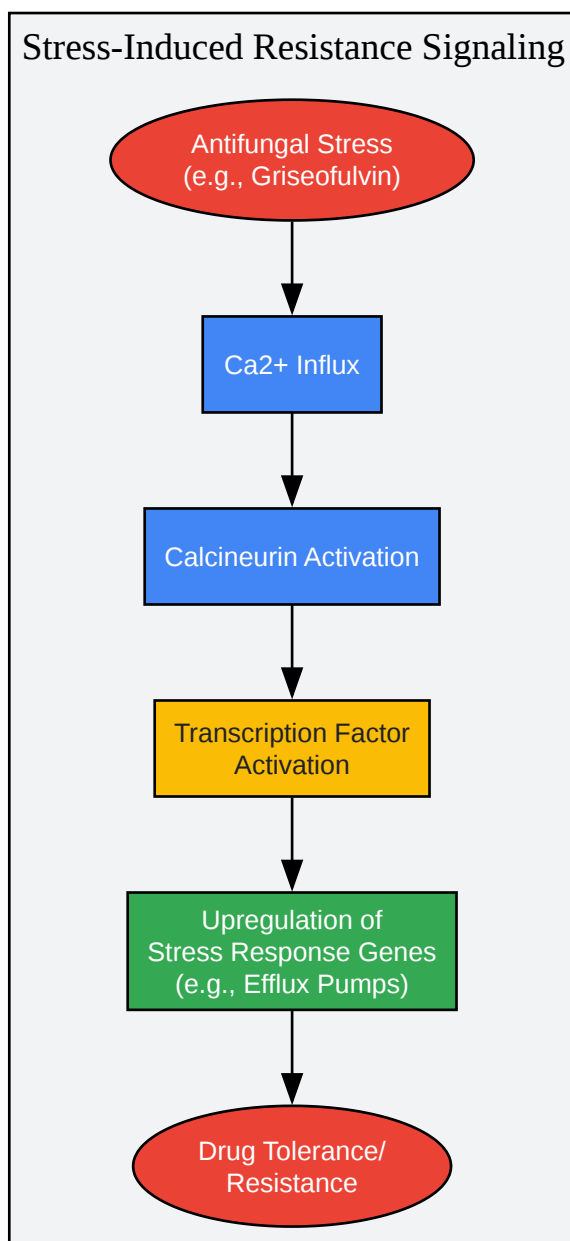 Stress-Induced Resistance Signaling
Antifungal Stress
(e.g., Griseofulvin)
Ca2+ Influx
Calcineurin Activation
Transcription Factor
Activation
Upregulation of
Stress Response Genes
(e.g., Efflux Pumps)
Drug Tolerance/
Resistance